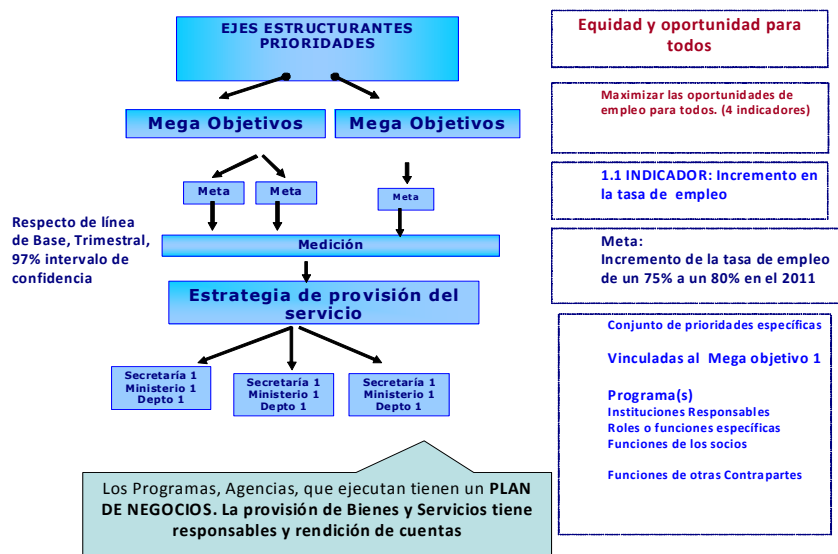 EJES ESTRUCTURANTES
PRIORIDADES
Mega Objetivos
Mega Objetivos
Meta
Meta
Meta
Respecto de línea
de Base, Trimestral,
97% intervalo de
confidencia
Medición
Estrategia de provisión del
servicio
Secretaría 1
Ministerio 1
Depto 1
Secretaría 1
Ministerio 1
Depto 1
Secretaría 1
Ministerio 1
Depto 1
Los Programas, Agencias, que ejecutan tienen un PLAN
DE NEGOCIOS. La provisión de Bienes y Servicios tiene
responsables y rendición de cuentas
Equidad y oportunidad para
todos
Maximizar las oportunidades de
empleo para todos. (4 indicadores)
1.1 INDICADOR: Incremento en
la tasa de empleo
Meta:
Incremento de la tasa de empleo
de un 75% a un 80% en el 2011
Conjunto de prioridades específicas
Vinculadas al Mega objetivo 1
Programa(s)
Instituciones Responsables
Roles o funciones específicas
Funciones de los socios
Funciones de otras Contrapartes